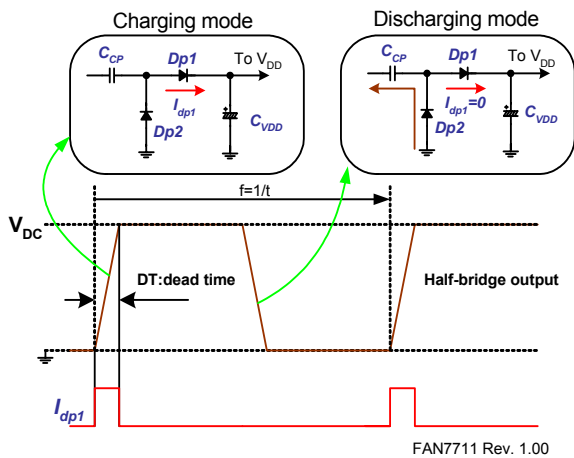 Charging mode
Discharging mode
C_CP
Dp1
To V_DD
I_dp1
Dp2
C_VDD
C_CP
Dp1
To V_DD
I_dp1=0
Dp2
C_VDD
f=1/t
V_DC
DT:dead time
Half-bridge output
I_dp1
FAN7711 Rev. 1.00